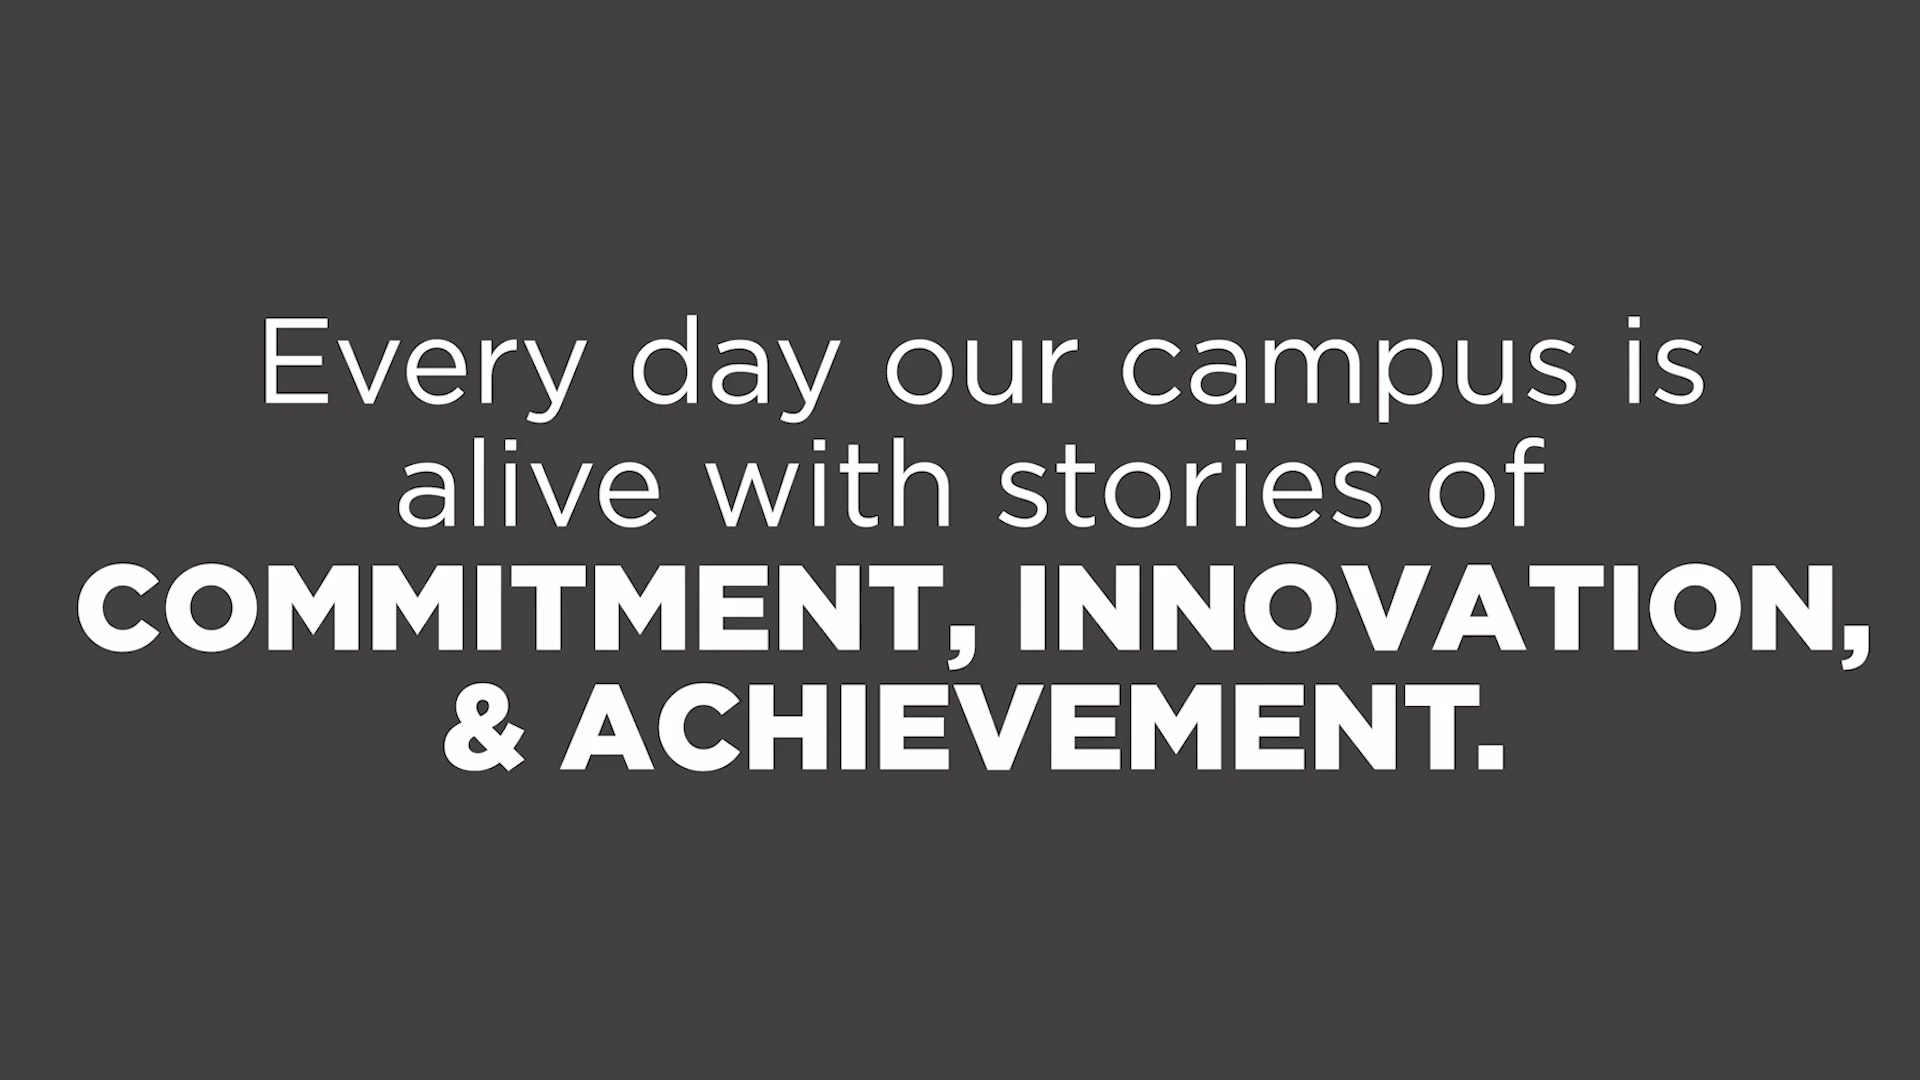 Every day our campus is
alive with stories of
COMMITMENT, INNOVATION,
& ACHIEVEMENT.